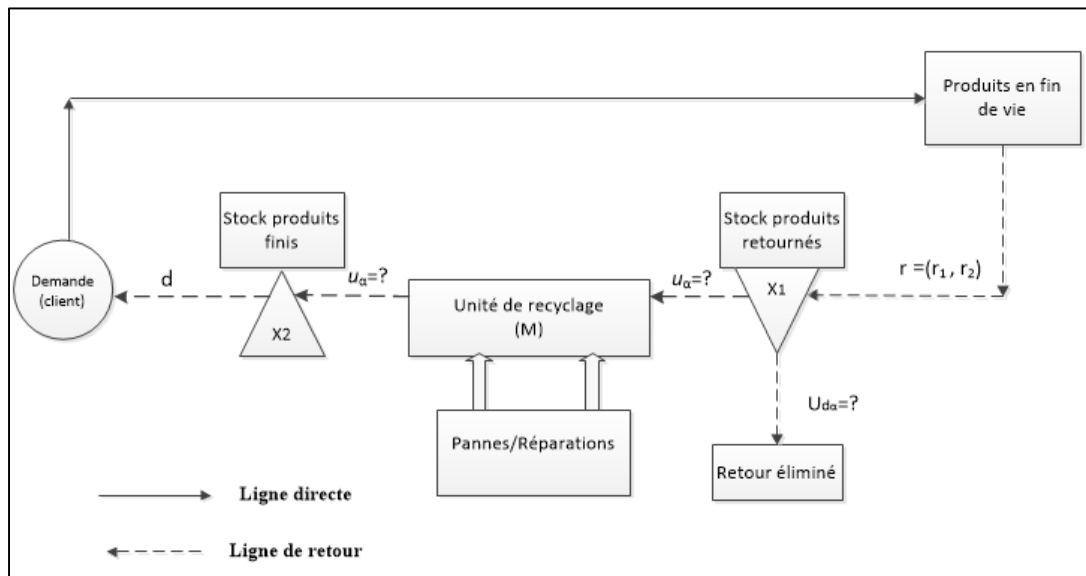 Produits en fin
de vie
Stock produits
finis
Stock produits
retournés
r =(r₁ , r₂)
Demande
(client)
d
uα=?
uα=?
X1
Unité de recyclage
(M)
X2
Udα=?
Pannes/Réparations
Retour éliminé
Ligne directe
Ligne de retour